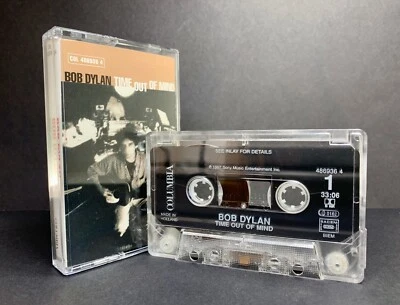 COL 486936 4
BOB DYLAN TIME OUT OF MIND
SEE INLAY FOR DETAILS
℗ 1997 Sony Music Entertainment Inc.
486936 4
1
33:06
COLUMBIA
MADE IN
HOLLAND
BOB DYLAN
TIME OUT OF MIND
BIEM